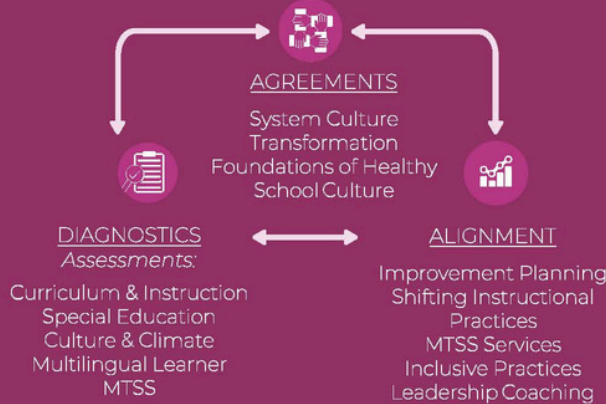 AGREEMENTS
System Culture
Transformation
Foundations of Healthy
School Culture
DIAGNOSTICS
Assessments:
Curriculum & Instruction
Special Education
Culture & Climate
Multilingual Learner
MTSS
ALIGNMENT
Improvement Planning
Shifting Instructional
Practices
MTSS Services
Inclusive Practices
Leadership Coaching